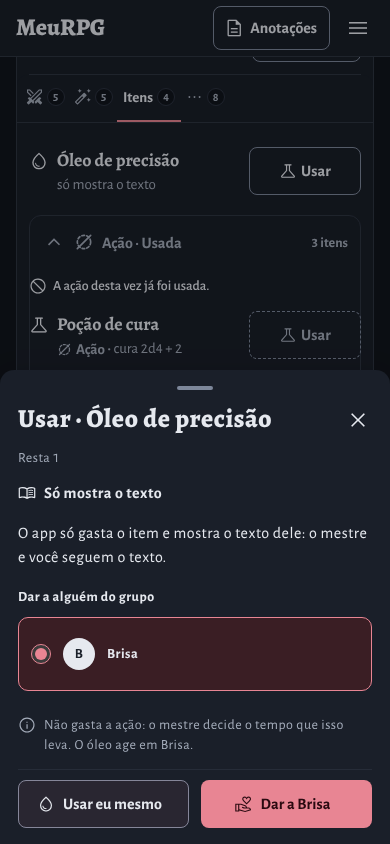 MeuRPG
Anotações
5
5
Itens 4
8
Óleo de precisão
só mostra o texto
Usar
Ação · Usada
3 itens
A ação desta vez já foi usada.
Poção de cura
Ação · cura 2d4 + 2
Usar
Usar · Óleo de precisão
Resta 1
Só mostra o texto
O app só gasta o item e mostra o texto dele: o mestre
e você seguem o texto.
Dar a alguém do grupo
B
Brisa
Não gasta a ação: o mestre decide o tempo que isso
leva. O óleo age em Brisa.
Usar eu mesmo
Dar a Brisa